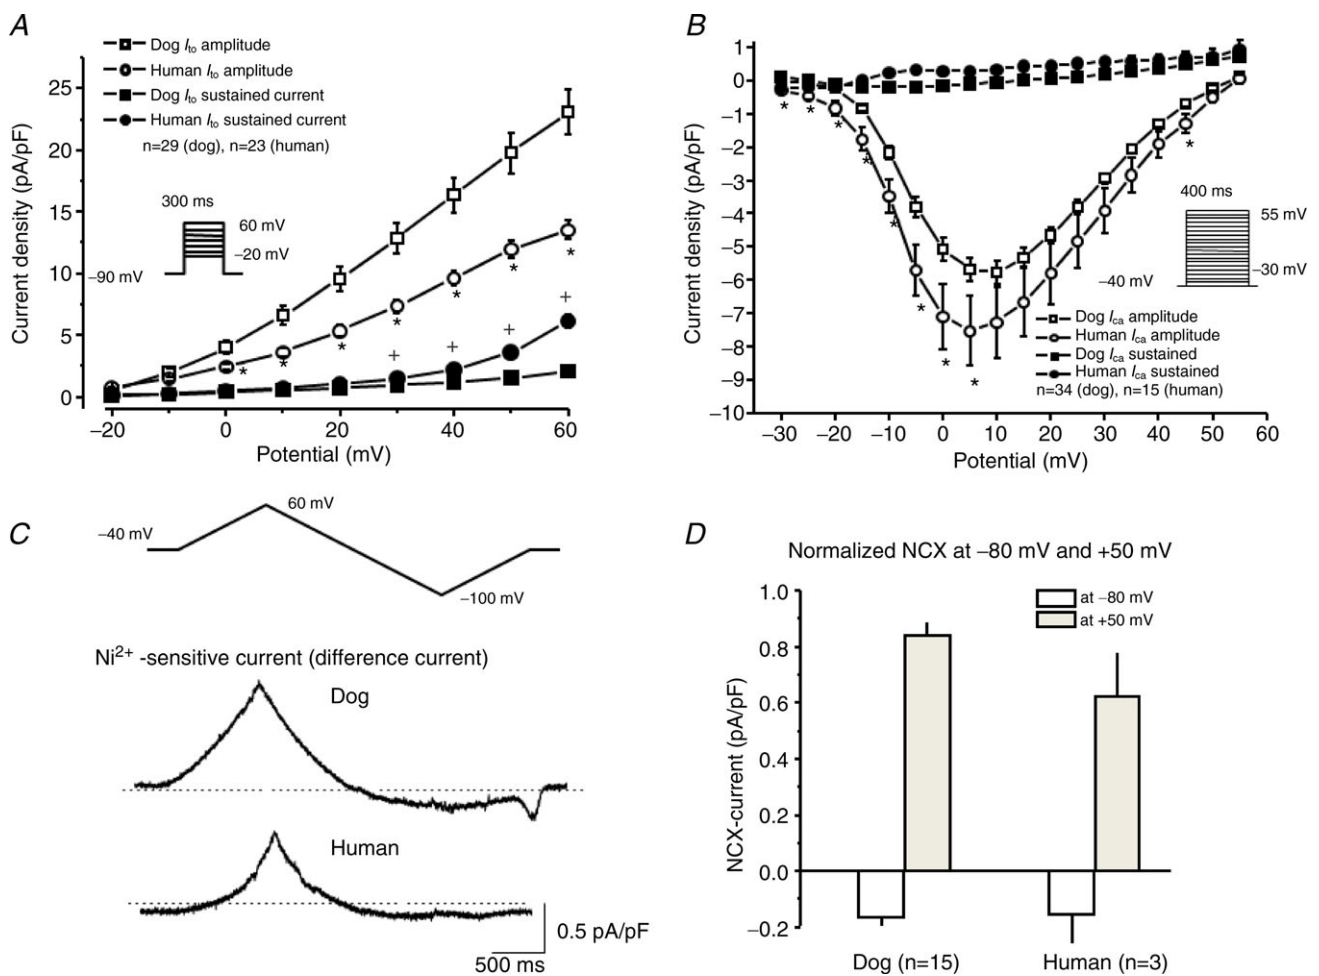 A
Dog Ito amplitude
Human Ito amplitude
Dog Ito sustained current
Human Ito sustained current
n=29 (dog), n=23 (human)
25
20
15
10
5
0
Current density (pA/pF)
300 ms
60 mV
−20 mV
−90 mV
* * * * * * *
+ + + +
−20 0 20 40 60
Potential (mV)
B
1
0
−1
−2
−3
−4
−5
−6
−7
−8
−9
−10
Current density (pA/pF)
* * * * * * * * *
400 ms
55 mV
−30 mV
−40 mV
Dog Ica amplitude
Human Ica amplitude
Dog Ica sustained
Human Ica sustained
n=34 (dog), n=15 (human)
−30 −20 −10 0 10 20 30 40 50 60
Potential (mV)
C
−40 mV
60 mV
−100 mV
Ni2+ -sensitive current (difference current)
Dog
Human
0.5 pA/pF
500 ms
D
Normalized NCX at −80 mV and +50 mV
at −80 mV
at +50 mV
1.0
0.8
0.6
0.4
0.2
0.0
−0.2
NCX-current (pA/pF)
Dog (n=15) Human (n=3)